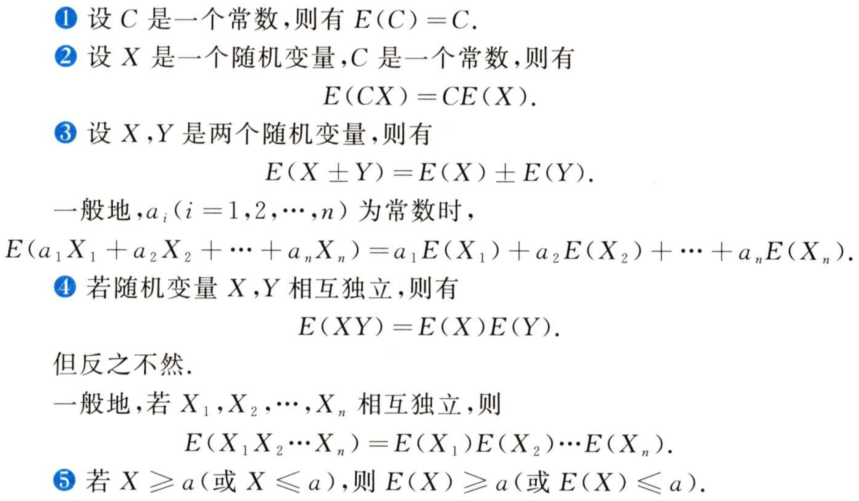 ❶ 设 C 是一个常数,则有 E(C)=C.
❷ 设 X 是一个随机变量,C 是一个常数,则有
E(CX)=CE(X).
❸ 设 X,Y 是两个随机变量,则有
E(X±Y)=E(X)±E(Y).
一般地,aᵢ(i=1,2,⋯,n) 为常数时,
E(a₁X₁+a₂X₂+⋯+aₙXₙ)=a₁E(X₁)+a₂E(X₂)+⋯+aₙE(Xₙ).
❹ 若随机变量 X,Y 相互独立,则有
E(XY)=E(X)E(Y).
但反之不然.
一般地,若 X₁,X₂,⋯,Xₙ 相互独立,则
E(X₁X₂⋯Xₙ)=E(X₁)E(X₂)⋯E(Xₙ).
❺ 若 X⩾a(或 X⩽a),则 E(X)⩾a(或 E(X)⩽a).